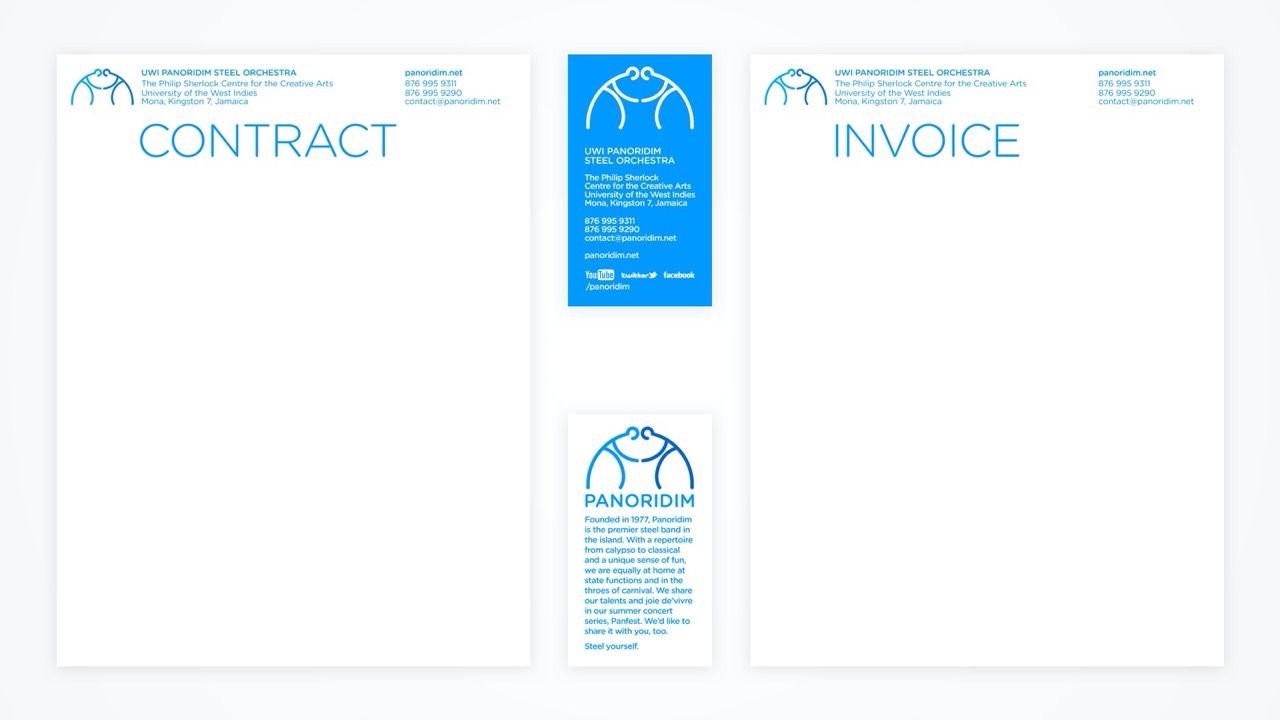 UWI PANORIDIM STEEL ORCHESTRA
The Philip Sherlock Centre for the Creative Arts
University of the West Indies
Mona, Kingston 7, Jamaica
panoridim.net
876 995 9311
876 995 9290
contact@panoridim.net
CONTRACT
UWI PANORIDIM
STEEL ORCHESTRA
The Philip Sherlock
Centre for the Creative Arts
University of the West Indies
Mona, Kingston 7, Jamaica
876 995 9311
876 995 9290
contact@panoridim.net
panoridim.net
YouTube twitter facebook
/panoridim
PANORIDIM
Founded in 1977, Panoridim
is the premier steel band in
the island. With a repertoire
from calypso to classical
and a unique sense of fun,
we are equally at home at
state functions and in the
throes of carnival. We share
our talents and joie de'vivre
in our summer concert
series, Panfest. We'd like to
share it with you, too.
Steel yourself.
UWI PANORIDIM STEEL ORCHESTRA
The Philip Sherlock Centre for the Creative Arts
University of the West Indies
Mona, Kingston 7, Jamaica
panoridim.net
876 995 9311
876 995 9290
contact@panoridim.net
INVOICE